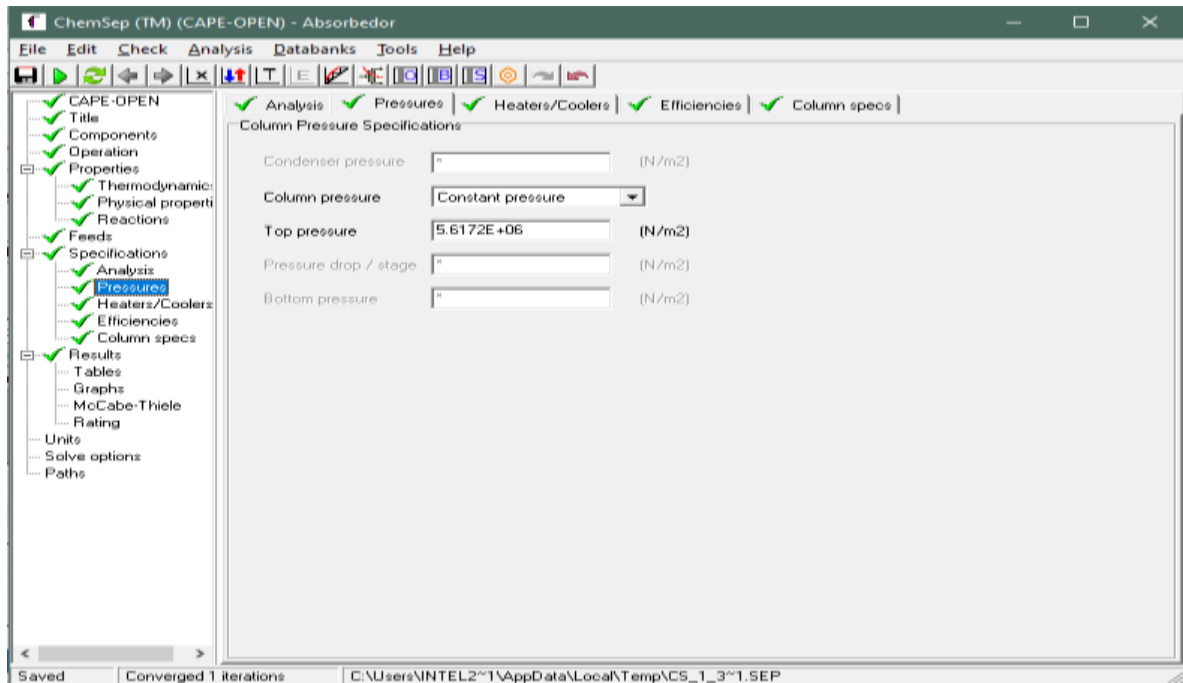 ChemSep (TM) (CAPE-OPEN) - Absorbedor
File Edit Check Analysis Databanks Tools Help
CAPE-OPEN
Title
Components
Operation
Properties
Thermodynamic:
Physical properti
Reactions
Feeds
Specifications
Analysis
Pressures
Heaters/Coolers
Efficiencies
Column specs
Results
Tables
Graphs
McCabe-Thiele
Rating
Units
Solve options
Paths
Analysis Pressures Heaters/Coolers Efficiencies Column specs
Column Pressure Specifications
Condenser pressure * (N/m2)
Column pressure Constant pressure
Top pressure 5.6172E+06 (N/m2)
Pressure drop / stage * (N/m2)
Bottom pressure * (N/m2)
Saved Converged 1 iterations C:\Users\INTEL2~1\AppData\Local\Temp\CS_1_3~1.SEP